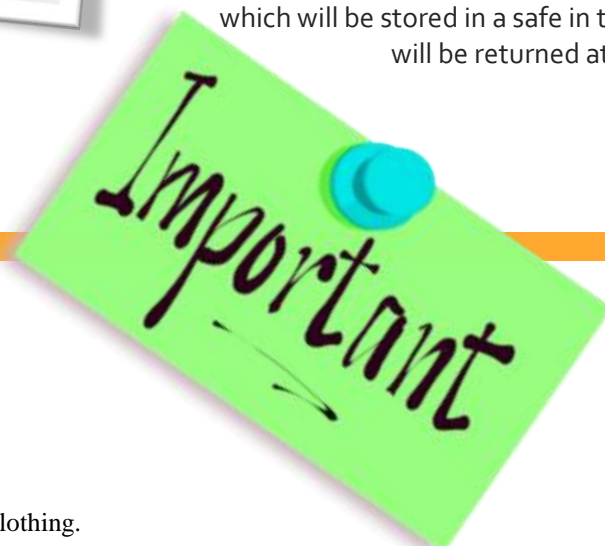 which will be stored in a safe in t
will be returned at
Important
lothing.